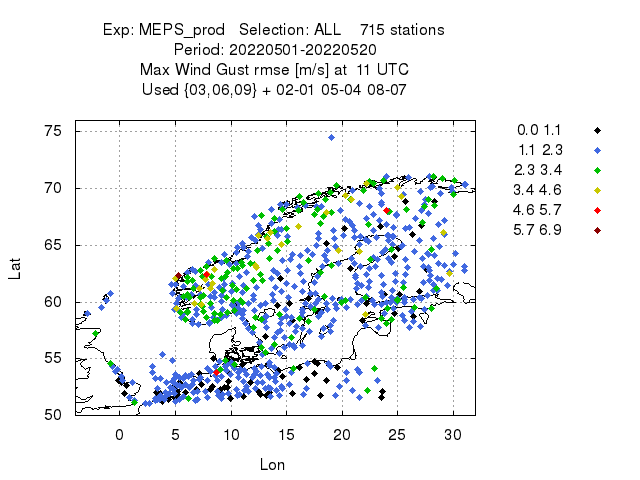 Exp: MEPS_prod   Selection: ALL    715 stations
Period: 20220501-20220520
Max Wind Gust rmse [m/s] at  11 UTC
Used {03,06,09} + 02-01 05-04 08-07
0.0 1.1
1.1  2.3
2.3 3.4
3.4 4.6
4.6 5.7
5.7 6.9
75
70
65
60
55
50
Lat
0 5 10 15 20 25 30
Lon